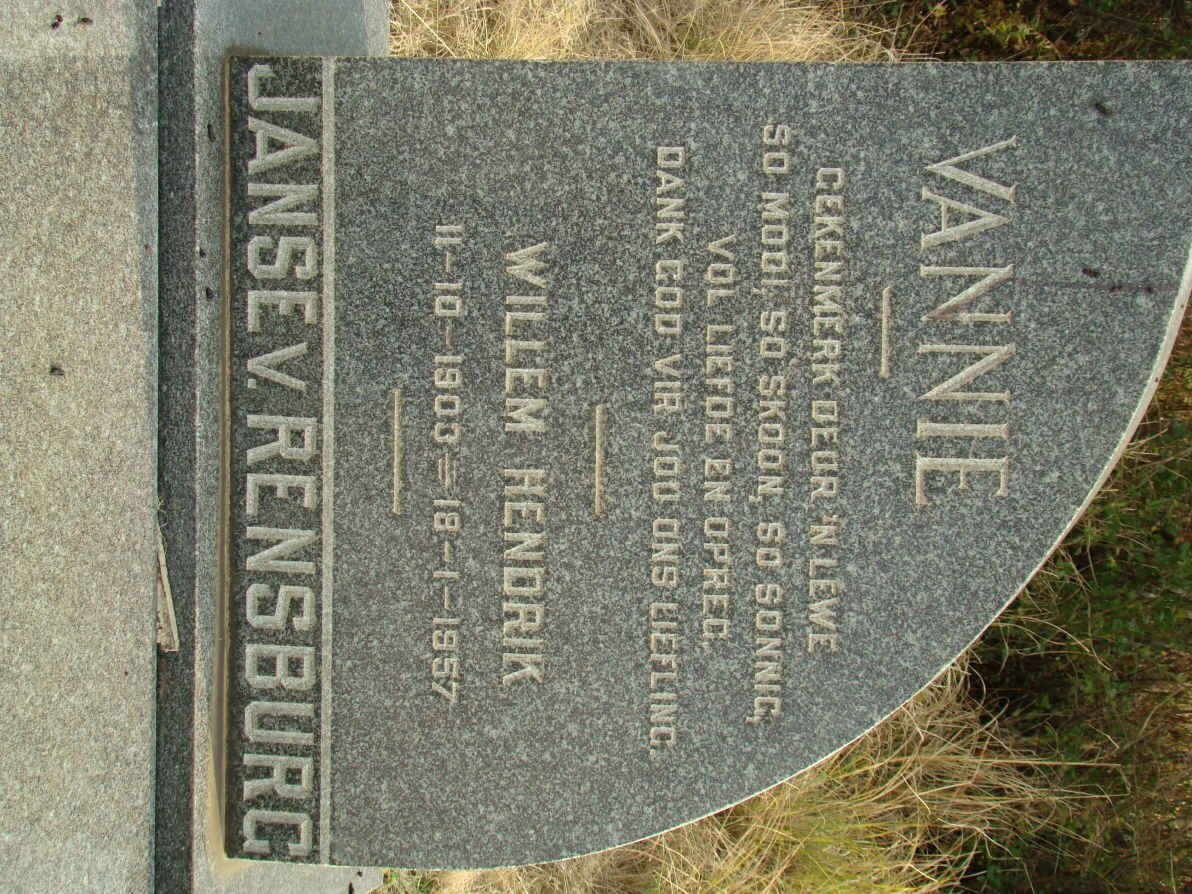 VANNIE
GEKENMERK DEUR 'N LEWE
SO MOOI, SO SKOON, SO SONNIG,
VOL LIEFDE EN OPREG.
DANK GOD VIR JOU ONS LIEFLING.
WILLEM HENDRIK
11-10-1903 = 18-1-1957
JANSE V. RENSBURG